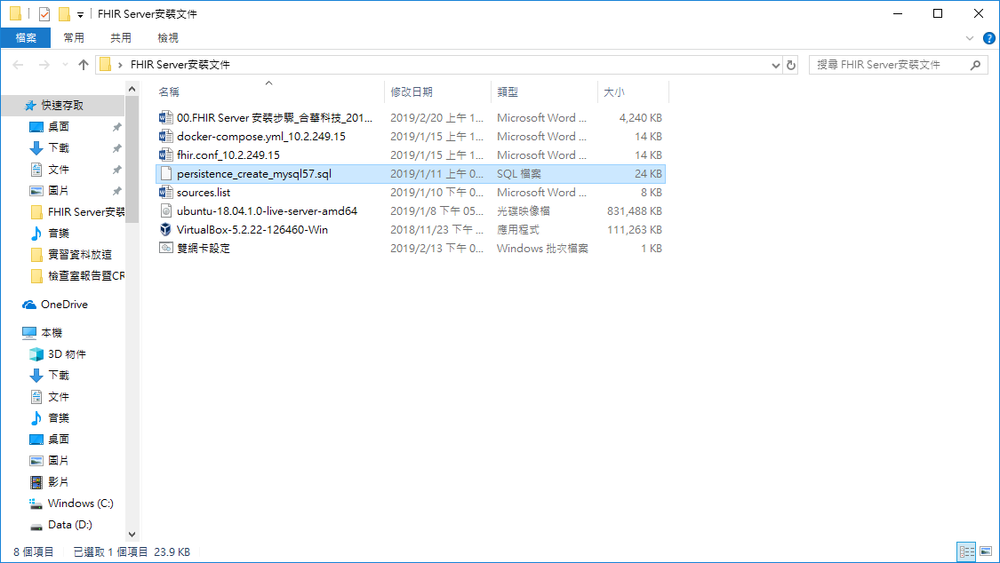 FHIR Server安裝文件
檔案 常用 共用 檢視
FHIR Server安裝文件 搜尋 FHIR Server安裝文件
名稱 修改日期 類型 大小
00.FHIR Server 安裝步驟_合華科技_201... 2019/2/20 上午 1... Microsoft Word ... 4,240 KB
docker-compose.yml_10.2.249.15 2019/1/15 上午 1... Microsoft Word ... 14 KB
fhir.conf_10.2.249.15 2019/1/15 上午 1... Microsoft Word ... 14 KB
persistence_create_mysql57.sql 2019/1/11 上午 0... SQL 檔案 24 KB
sources.list 2019/1/10 下午 0... Microsoft Word ... 8 KB
ubuntu-18.04.1.0-live-server-amd64 2019/1/8 下午 05... 光碟映像檔 831,488 KB
VirtualBox-5.2.22-126460-Win 2018/11/23 下午 ... 應用程式 111,263 KB
雙網卡設定 2019/2/13 下午 0... Windows 批次檔案 1 KB
快速存取
桌面
下載
文件
圖片
FHIR Server安裝
音樂
實習資料放這
檢查室報告暨CR
OneDrive
本機
3D 物件
下載
文件
音樂
桌面
圖片
影片
Windows (C:)
Data (D:)
8 個項目 已選取 1 個項目 23.9 KB